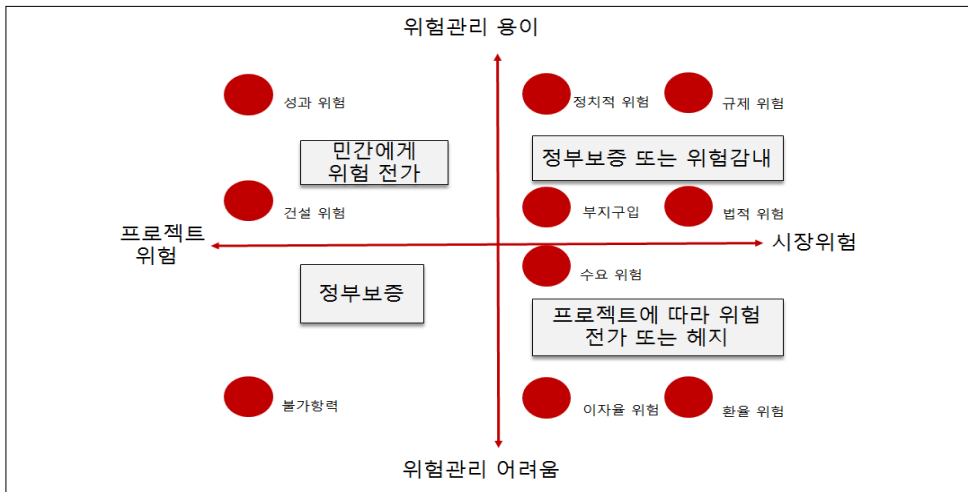 위험관리 용이
성과 위험
정치적 위험
규제 위험
민간에게
위험 전가
정부보증 또는 위험감내
건설 위험
부지구입
법적 위험
프로젝트
위험
시장위험
수요 위험
정부보증
프로젝트에 따라 위험
전가 또는 헤지
불가항력
이자율 위험
환율 위험
위험관리 어려움